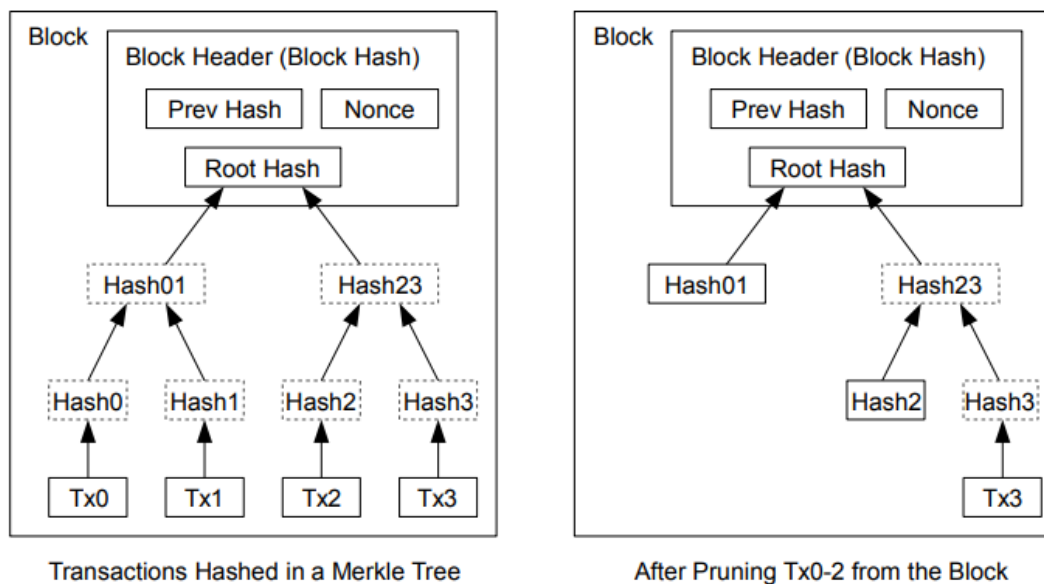 Block
Block Header (Block Hash)
Prev Hash
Nonce
Root Hash
Hash01
Hash23
Hash0
Hash1
Hash2
Hash3
Tx0
Tx1
Tx2
Tx3
Transactions Hashed in a Merkle Tree
Block
Block Header (Block Hash)
Prev Hash
Nonce
Root Hash
Hash01
Hash23
Hash2
Hash3
Tx3
After Pruning Tx0-2 from the Block